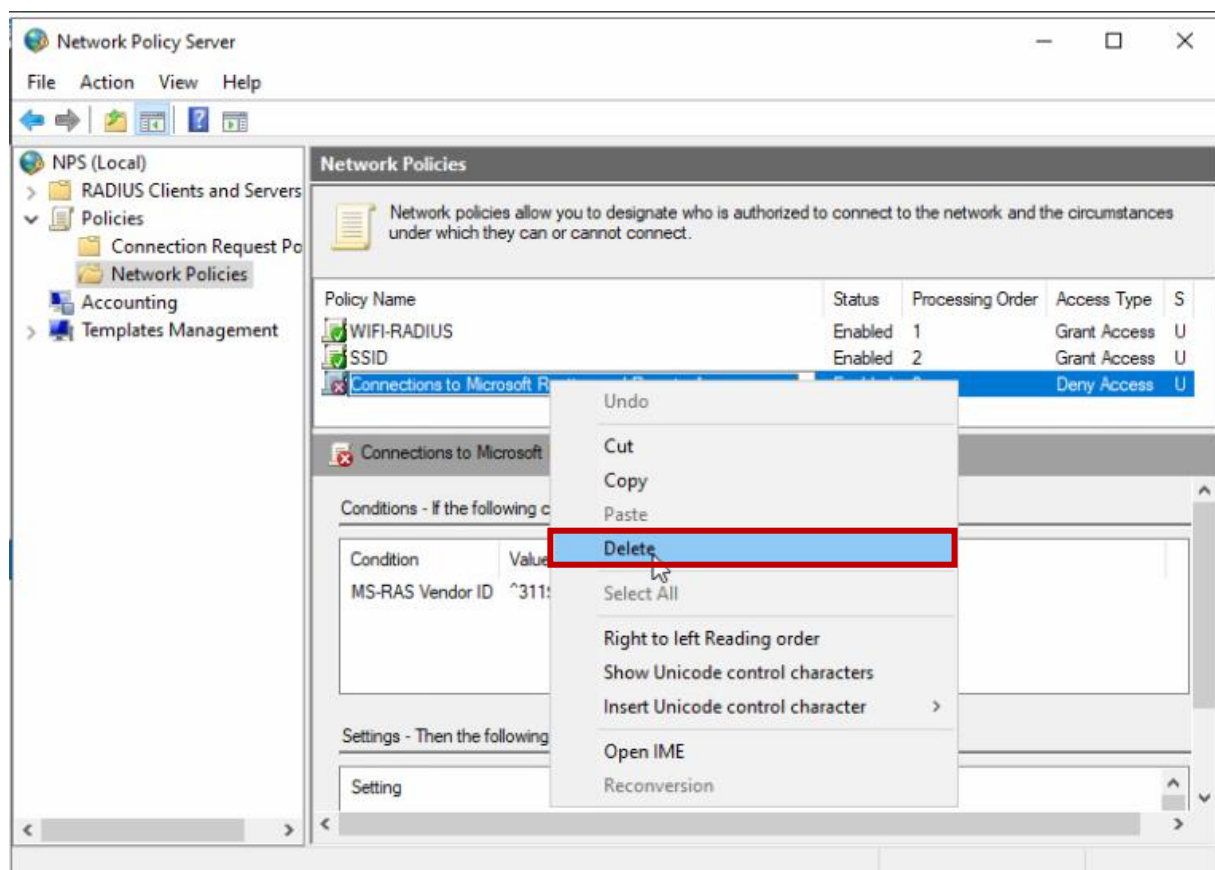 Network Policy Server
File Action View Help
NPS (Local)
RADIUS Clients and Servers
Policies
Connection Request Po
Network Policies
Accounting
Templates Management
Network Policies
Network policies allow you to designate who is authorized to connect to the network and the circumstances
under which they can or cannot connect.
Policy Name Status Processing Order Access Type S
WIFI-RADIUS Enabled 1 Grant Access U
SSID Enabled 2 Grant Access U
Connections to Microsoft Deny Access U
Connections to Microsoft
Conditions - If the following c
Condition Value
MS-RAS Vendor ID ^311$
Settings - Then the following
Setting
Undo
Cut
Copy
Paste
Delete
Select All
Right to left Reading order
Show Unicode control characters
Insert Unicode control character
Open IME
Reconversion